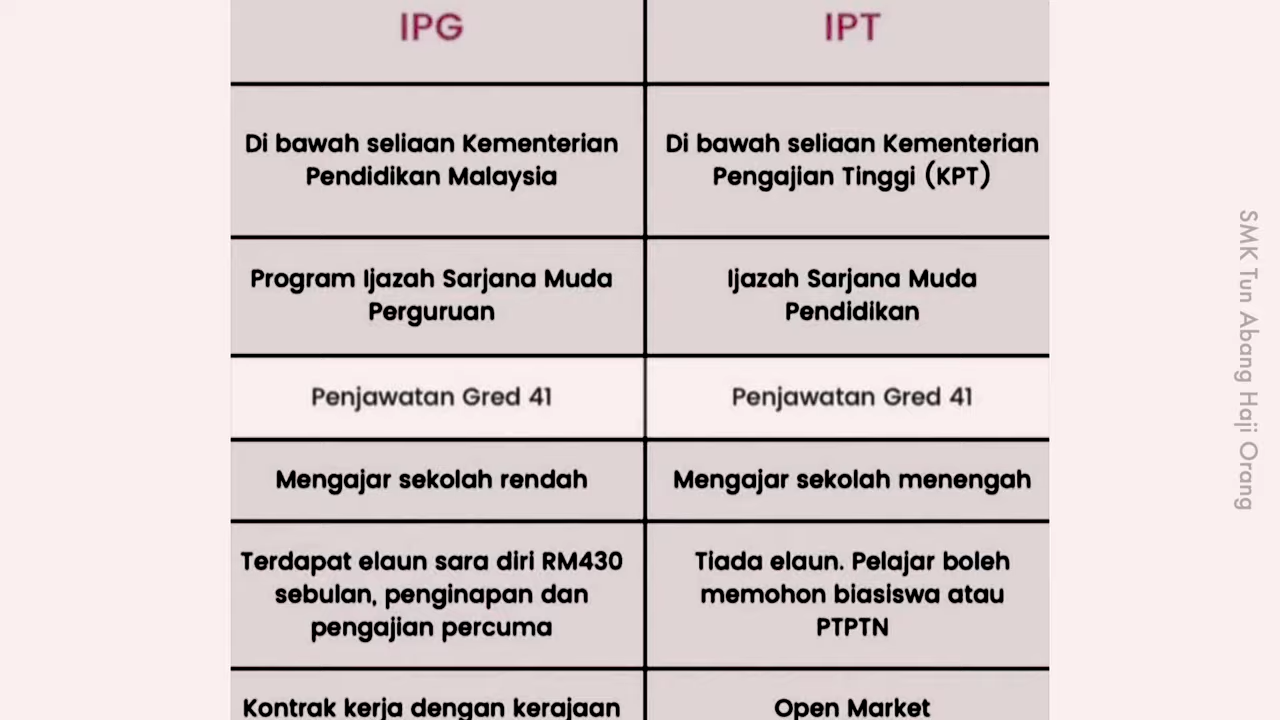 IPG
IPT
Di bawah seliaan Kementerian
Pendidikan Malaysia
Di bawah seliaan Kementerian
Pengajian Tinggi (KPT)
Program Ijazah Sarjana Muda
Perguruan
Ijazah Sarjana Muda
Pendidikan
Penjawatan Gred 41
Penjawatan Gred 41
Mengajar sekolah rendah
Mengajar sekolah menengah
Terdapat elaun sara diri RM430
sebulan, penginapan dan
pengajian percuma
Tiada elaun. Pelajar boleh
memohon biasiswa atau
PTPTN
Kontrak kerja dengan kerajaan
Open Market
SMK Tun Abang Haji Orang